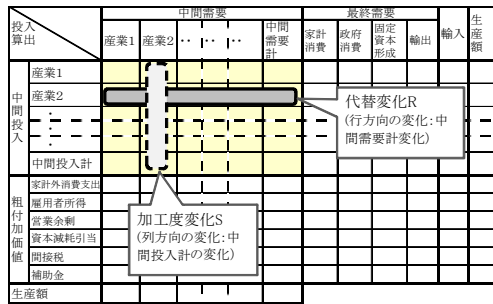 投入
算出
中間需要
最終需要
輸入
生産額
産業1
産業2
‥
‥
‥
中間需要計
家計消費
政府消費
固定資本形成
輸出
中間投入
産業1
産業2
・
・
・
中間投入計
代替変化R
(行方向の変化:中
間需要計変化)
粗付加価値
家計外消費支出
雇用者所得
営業余剰
資本減耗引当
間接税
補助金
加工度変化S
(列方向の変化:中
間投入計の変化)
生産額